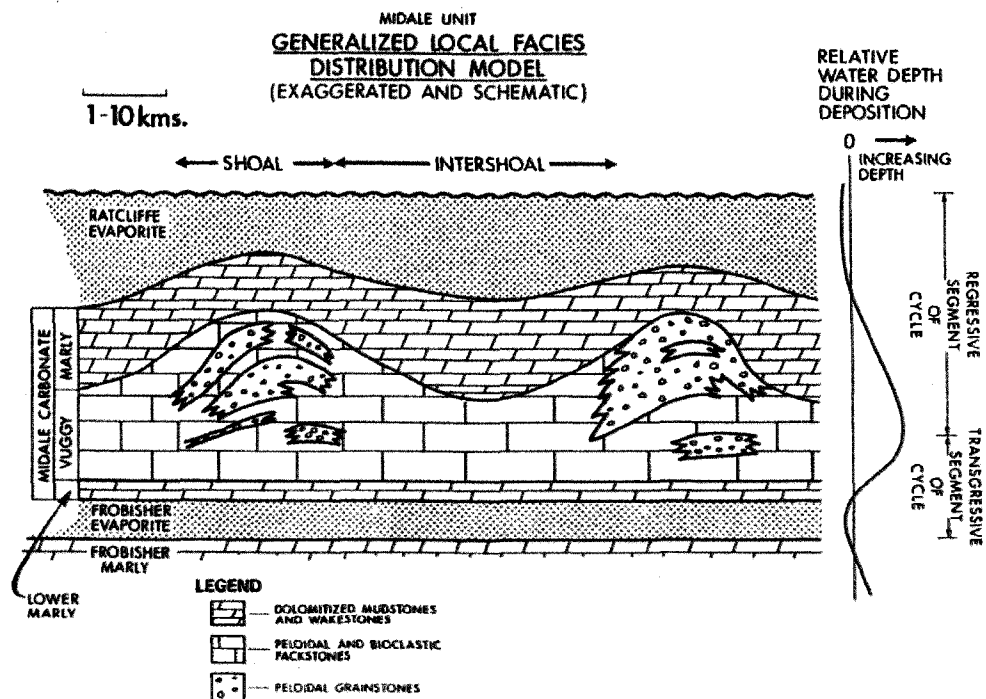 MIDALE UNIT
GENERALIZED LOCAL FACIES
DISTRIBUTION MODEL
(EXAGGERATED AND SCHEMATIC)
1-10 kms.
SHOAL
INTERSHOAL
RELATIVE
WATER DEPTH
DURING
DEPOSITION
0
INCREASING
DEPTH
RATCLIFFE
EVAPORITE
MIDALE CARBONATE
MARLY
VUGGY
FROBISHER
EVAPORITE
FROBISHER
MARLY
LOWER
MARLY
REGRESSIVE
SEGMENT
OF
CYCLE
TRANSGRESSIVE
SEGMENT
OF
CYCLE
LEGEND
DOLOMITIZED MUDSTONES
AND WAKESTONES
PELOIDAL AND BIOCLASTIC
PACKSTONES
PELOIDAL GRAINSTONES